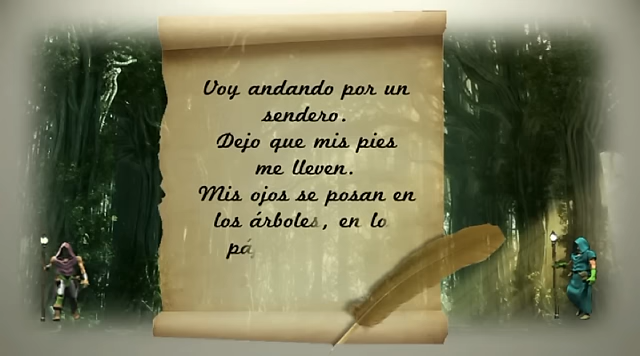 Voy andando por un
sendero.
Dejo que mis pies
me lleven.
Mis ojos se posan en
los árboles, en lo
pá